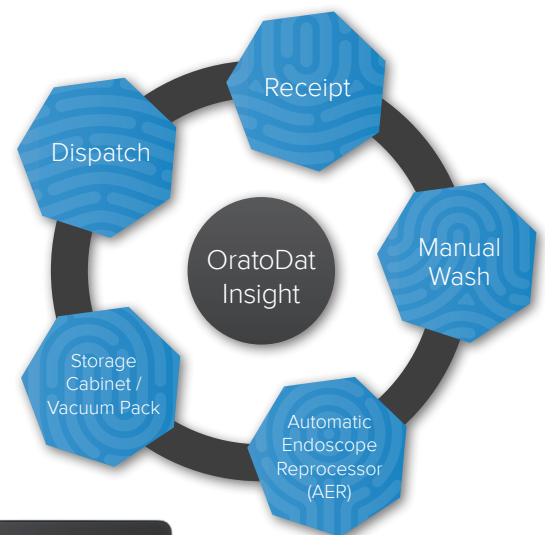 Receipt
Dispatch
OratoDat
Insight
Manual
Wash
Storage
Cabinet /
Vacuum Pack
Automatic
Endoscope
Reprocessor
(AER)